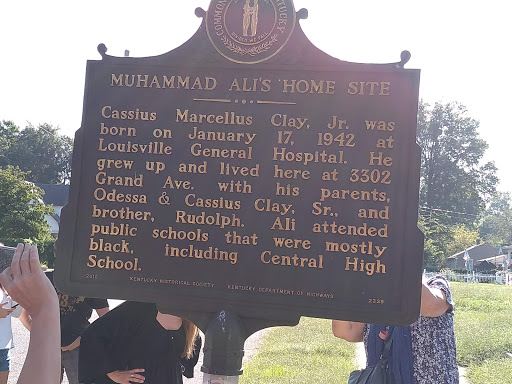 COMMONWEALTH
MUHAMMAD ALI'S HOME SITE
Cassius Marcellus Clay, Jr. was
born on January 17, 1942 at
Louisville General Hospital. He
grew up and lived here at 3302
Grand Ave. with his parents,
Odessa & Cassius Clay, Sr., and
brother, Rudolph. Ali attended
public schools that were mostly
black, including Central High
School.
KENTUCKY HISTORICAL SOCIETY KENTUCKY DEPARTMENT OF HIGHWAYS